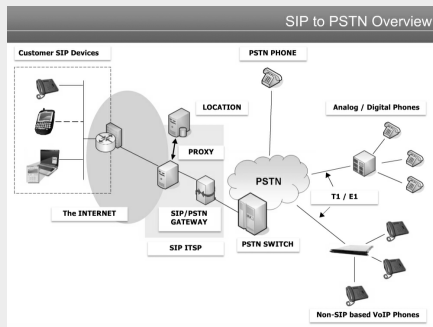 SIP to PSTN Overview
Customer SIP Devices
PSTN PHONE
LOCATION
Analog / Digital Phones
PROXY
PSTN
T1 / E1
The INTERNET
SIP/PSTN
GATEWAY
PSTN SWITCH
SIP ITSP
Non-SIP based VoIP Phones